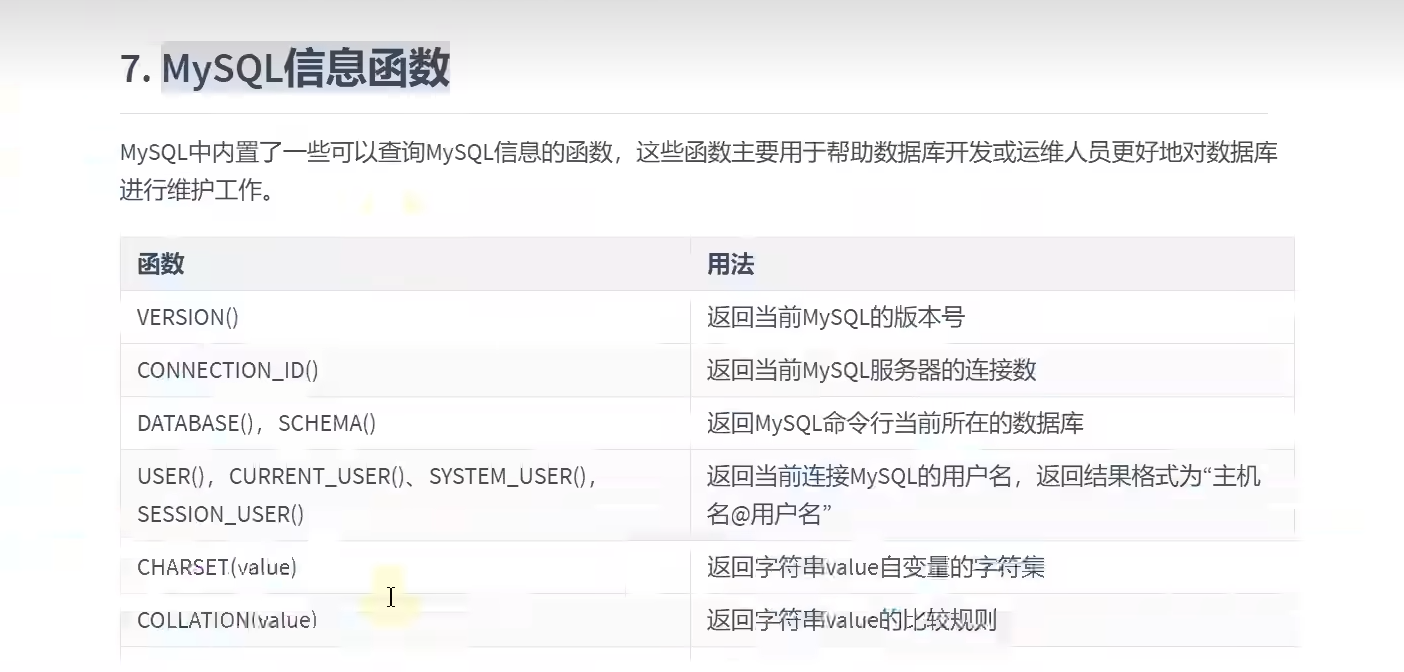 7. MySQL信息函数
MySQL中内置了一些可以查询MySQL信息的函数，这些函数主要用于帮助数据库开发或运维人员更好地对数据库
进行维护工作。
函数 用法
VERSION() 返回当前MySQL的版本号
CONNECTION_ID() 返回当前MySQL服务器的连接数
DATABASE()，SCHEMA() 返回MySQL命令行当前所在的数据库
USER()，CURRENT_USER()、SYSTEM_USER()， 返回当前连接MySQL的用户名，返回结果格式为“主机
SESSION_USER() 名@用户名”
CHARSET(value) 返回字符串value自变量的字符集
COLLATION(value) 返回字符串value的比较规则